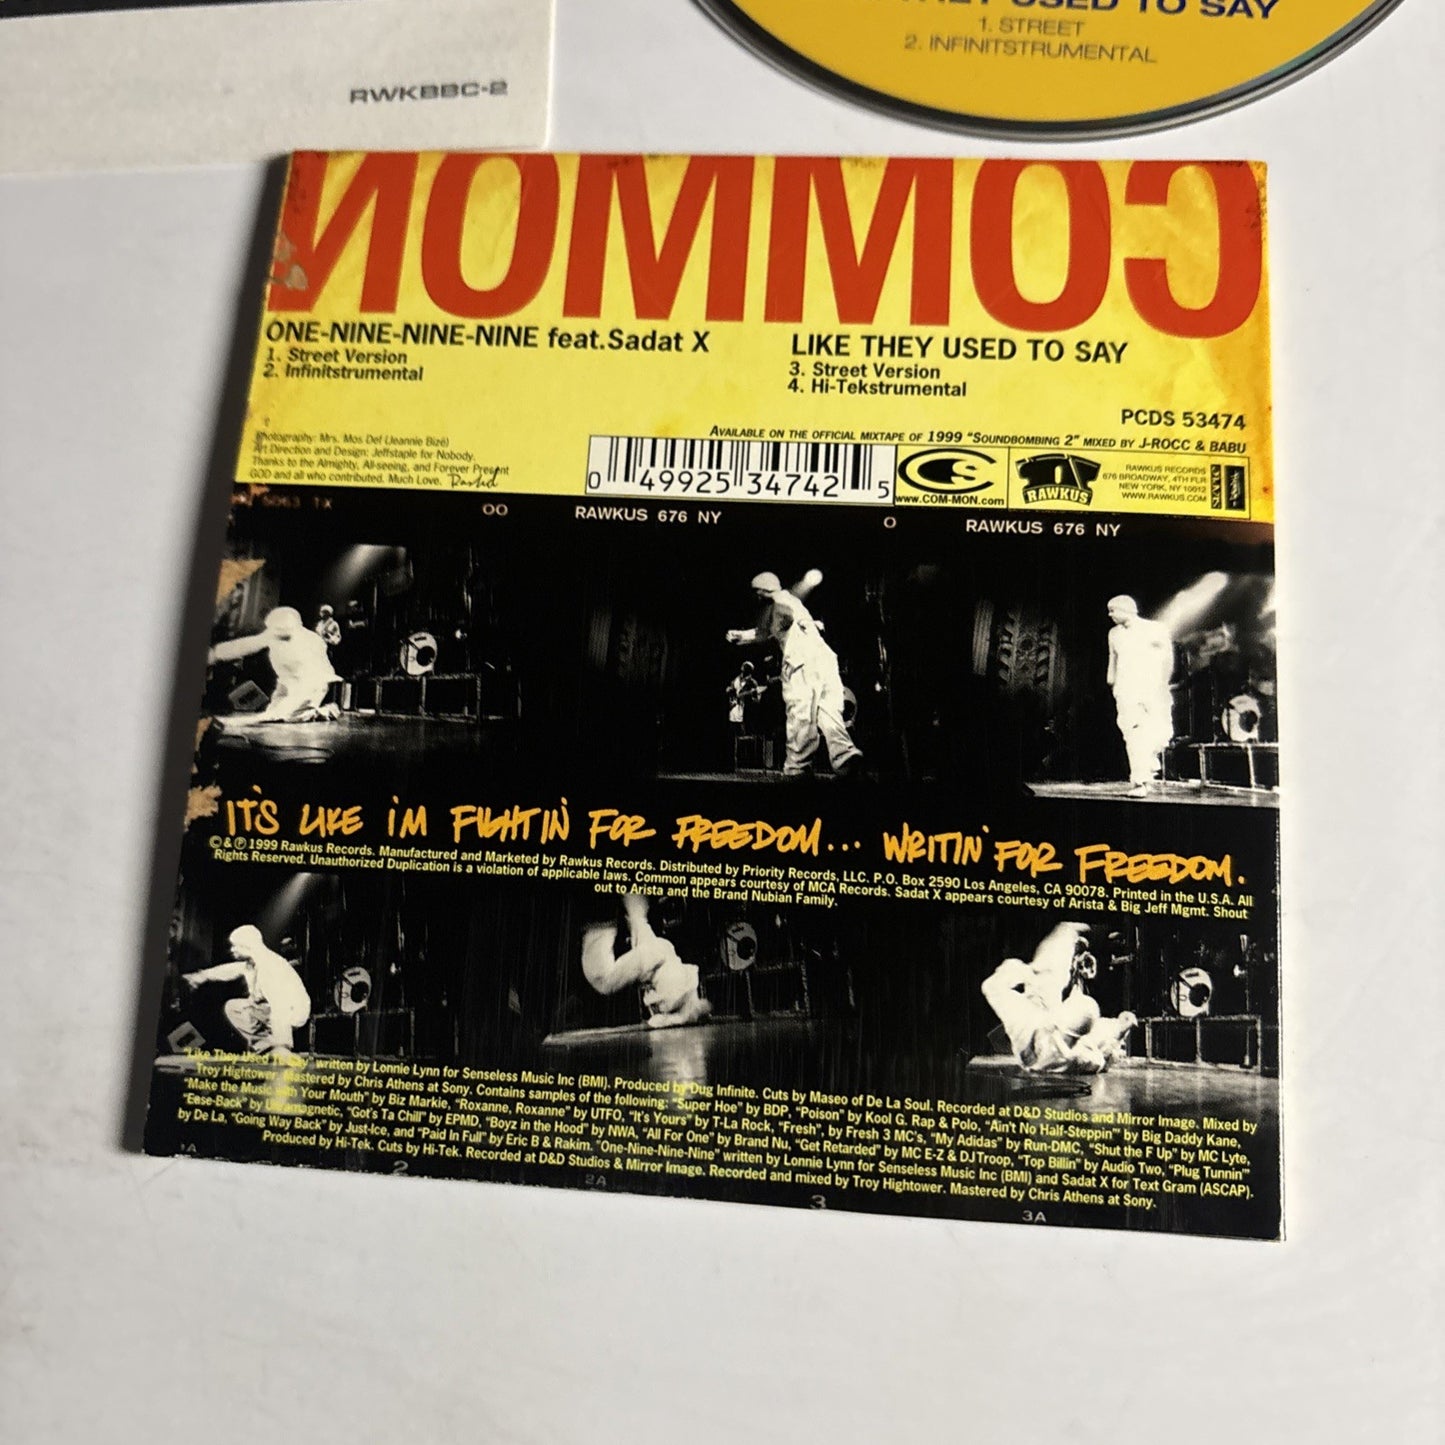 RWKBBC-2
USED TO SAY
1. STREET
2. INFINITSTRUMENTAL
COMMON
ONE-NINE-NINE-NINE feat.Sadat X
1. Street Version
2. Infinitstrumental
LIKE THEY USED TO SAY
3. Street Version
4. Hi-Tekstrumental
PCDS 53474
AVAILABLE ON THE OFFICIAL MIXTAPE OF 1999 "SOUNDBOMBING 2" MIXED BY J-ROCC & BABU
Photography: Mrs. Mos Def (Jeannie Bizé)
Art Direction and Design: Jeffstaple for Nobody.
Thanks to the Almighty, All-seeing, and Forever Present
GOD and all who contributed. Much Love. Rashid
0 49925 34742 5
www.COM-MON.com
RAWKUS
RAWKUS RECORDS
676 BROADWAY, 4TH FLR
NEW YORK, NY 10012
WWW.RAWKUS.COM
5063 TX
OO RAWKUS 676 NY O RAWKUS 676 NY
IT'S LIKE I'M FIGHTIN' FOR FREEDOM... WRITIN' FOR FREEDOM.
© & ℗ 1999 Rawkus Records. Manufactured and Marketed by Rawkus Records. Distributed by Priority Records, LLC. P.O. Box 2590 Los Angeles, CA 90078. Printed in the U.S.A. All
Rights Reserved. Unauthorized Duplication is a violation of applicable laws. Common appears courtesy of MCA Records. Sadat X appears courtesy of Arista & Big Jeff Mgmt. Shout
out to Arista and the Brand Nubian Family.
"Like They Used To Say" written by Lonnie Lynn for Senseless Music Inc (BMI). Produced by Dug Infinite. Cuts by Maseo of De La Soul. Recorded at D&D Studios and Mirror Image. Mixed by
Troy Hightower. Mastered by Chris Athens at Sony. Contains samples of the following: "Super Hoe" by BDP, "Poison" by Kool G. Rap & Polo, "Ain't No Half-Steppin'" by Big Daddy Kane,
"Make the Music with Your Mouth" by Biz Markie, "Roxanne, Roxanne" by UTFO, "It's Yours" by T-La Rock, "Fresh", by Fresh 3 MC's, "My Adidas" by Run-DMC, "Shut the F Up" by MC Lyte,
"Ease-Back" by Ultramagnetic, "Got's Ta Chill" by EPMD, "Boyz in the Hood" by NWA, "All For One" by Brand Nu, "Get Retarded" by MC E-Z & DJ Troop, "Top Billin" by Audio Two, "Plug Tunnin'"
by De La, "Going Way Back" by Just-Ice, and "Paid In Full" by Eric B & Rakim. "One-Nine-Nine-Nine" written by Lonnie Lynn for Senseless Music Inc (BMI) and Sadat X for Text Gram (ASCAP).
Produced by Hi-Tek. Cuts by Hi-Tek. Recorded at D&D Studios & Mirror Image. Recorded and mixed by Troy Hightower. Mastered by Chris Athens at Sony.
1A 2 2A 3 3A